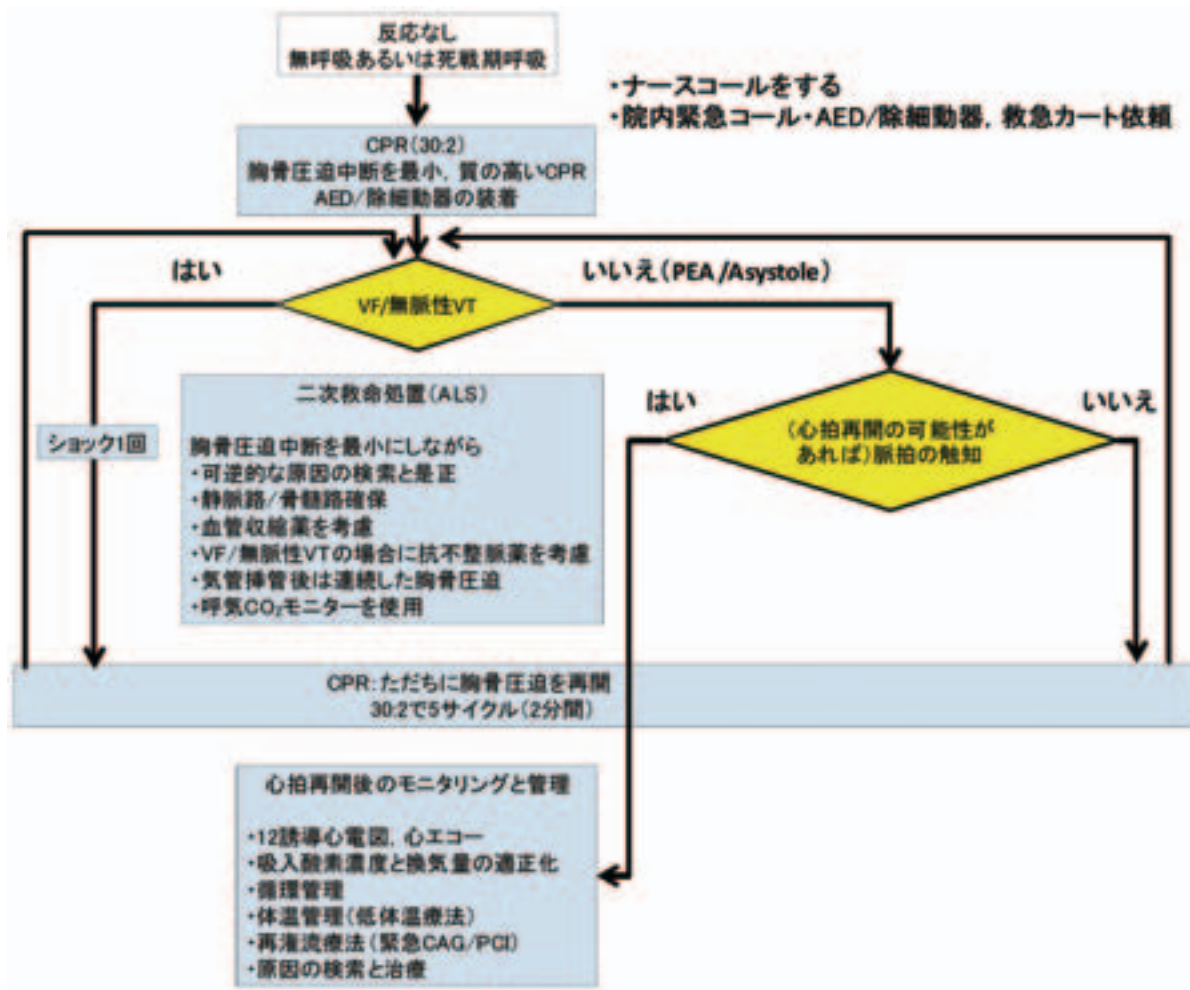 反応なし
無呼吸あるいは死戦期呼吸
・ナースコールをする
・院内緊急コール・AED/除細動器，救急カート依頼
CPR(30:2)
胸骨圧迫中断を最小，質の高いCPR
AED/除細動器の装着
はい
いいえ(PEA/Asystole)
VF/無脈性VT
ショック1回
二次救命処置(ALS)
胸骨圧迫中断を最小にしながら
・可逆的な原因の検索と是正
・静脈路/骨髄路確保
・血管収縮薬を考慮
・VF/無脈性VTの場合に抗不整脈薬を考慮
・気管挿管後は連続した胸骨圧迫
・呼気CO₂モニターを使用
はい
いいえ
(心拍再開の可能性が
あれば)脈拍の触知
CPR:ただちに胸骨圧迫を再開
30:2で5サイクル(2分間)
心拍再開後のモニタリングと管理
・12誘導心電図，心エコー
・吸入酸素濃度と換気量の適正化
・循環管理
・体温管理(低体温療法)
・再灌流療法(緊急CAG/PCI)
・原因の検索と治療